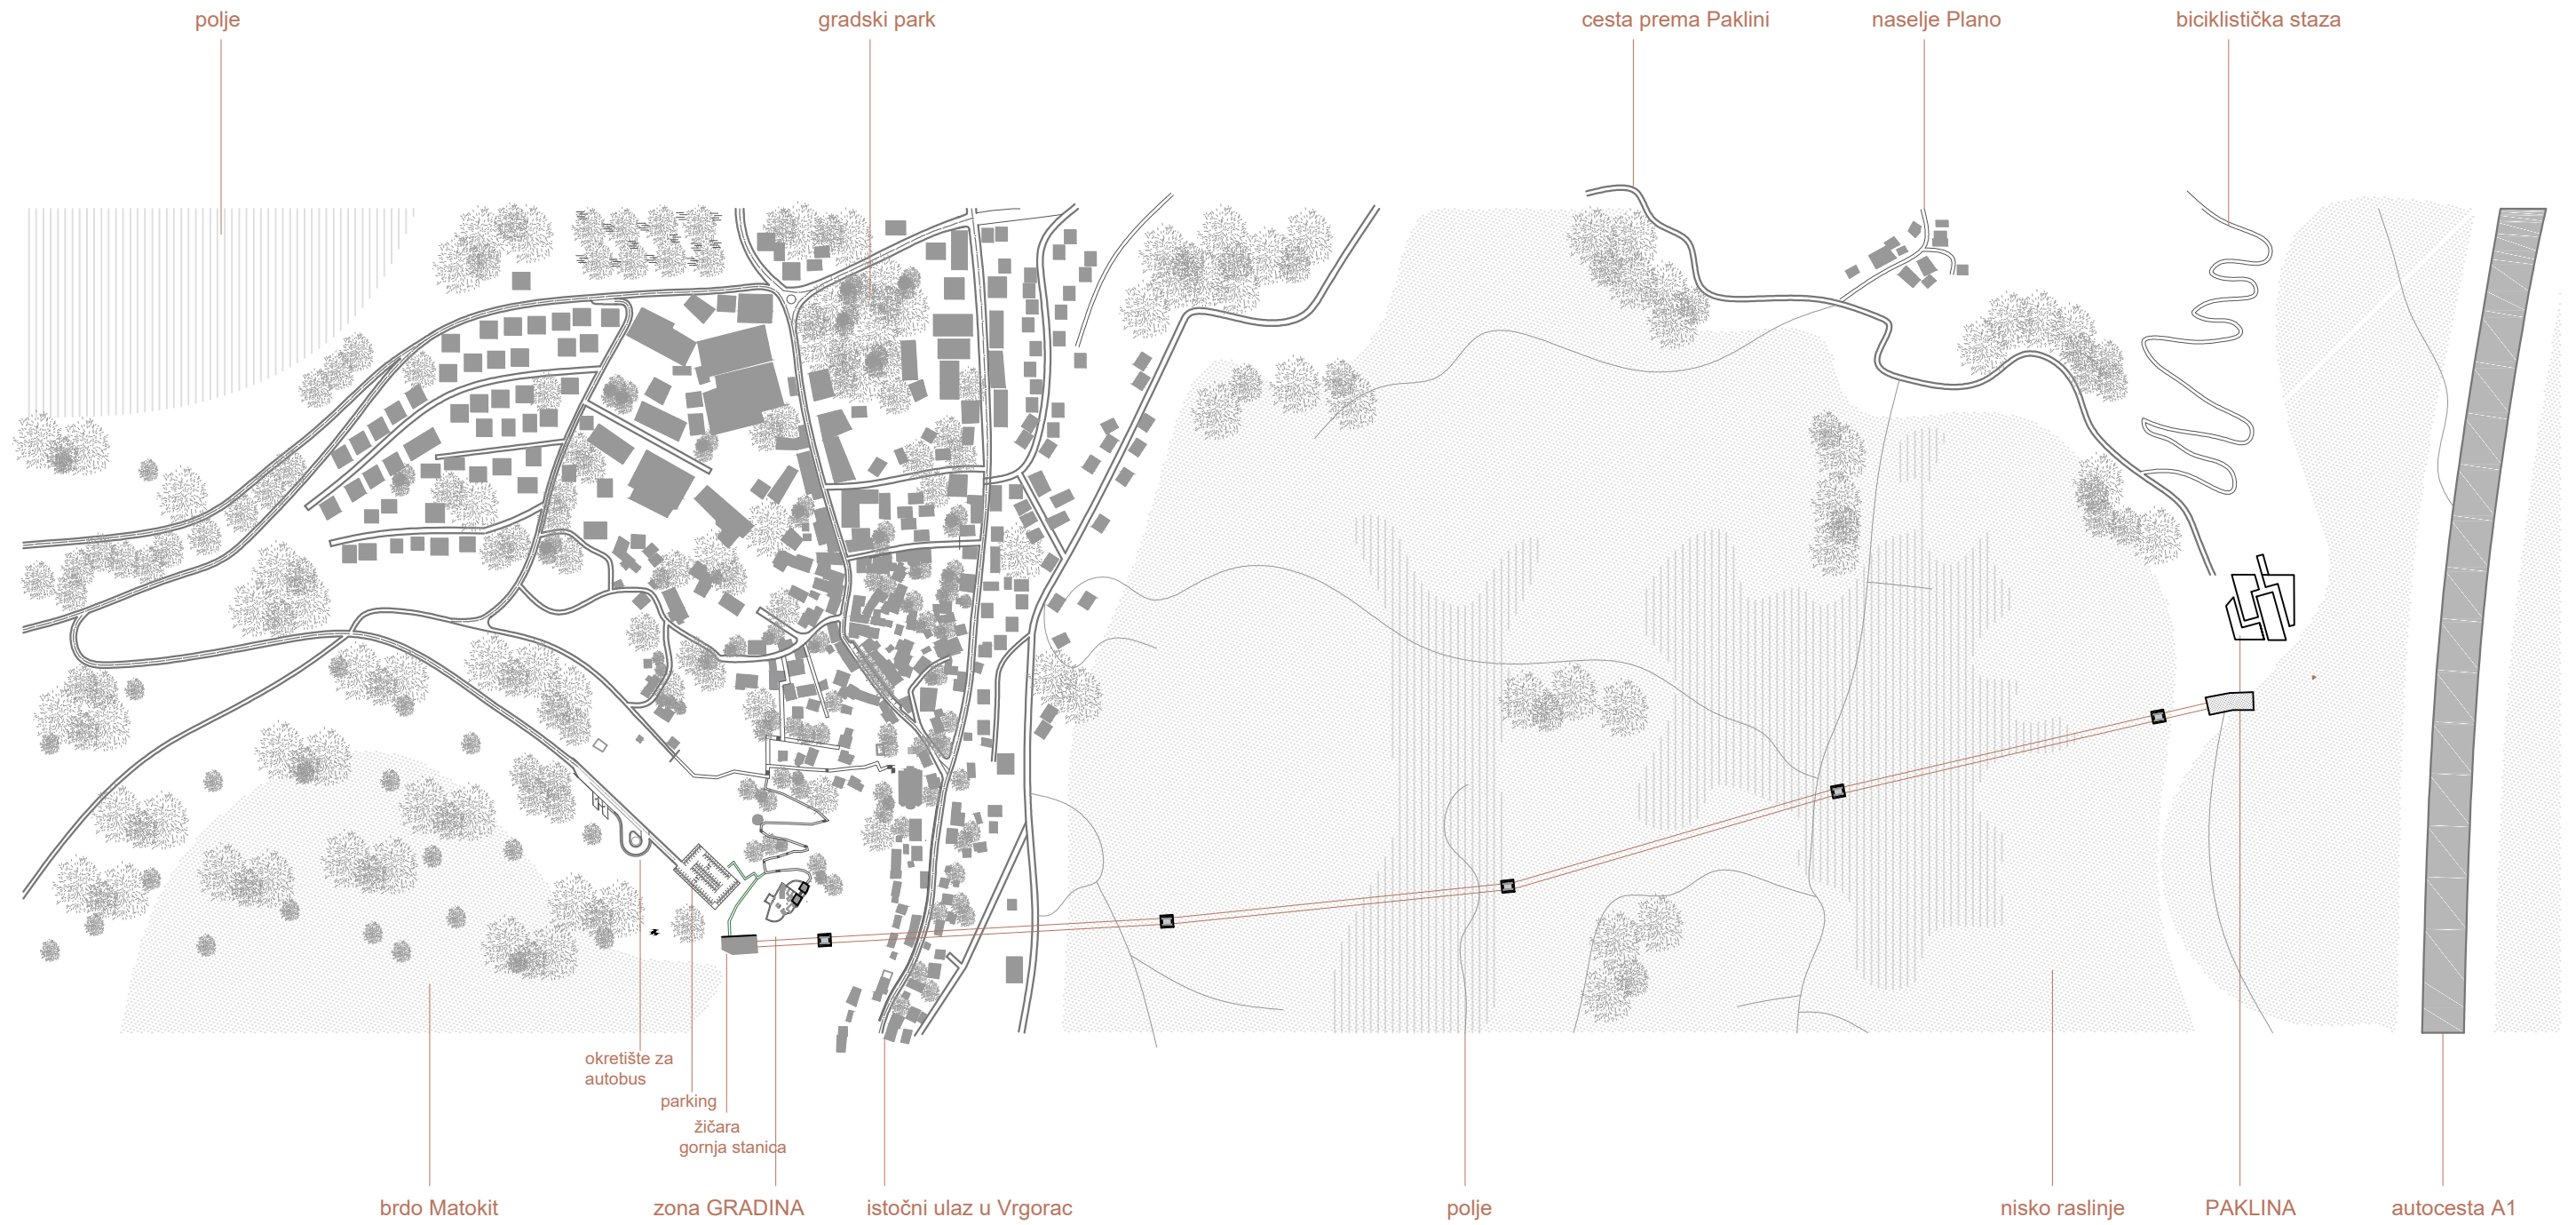 polje
gradski park
cesta prema Paklini
naselje Plano
biciklistička staza
okretište za
autobus
parking
žičara
gornja stanica
brdo Matokit
zona GRADINA
istočni ulaz u Vrgorac
polje
nisko raslinje
PAKLINA
autocesta A1